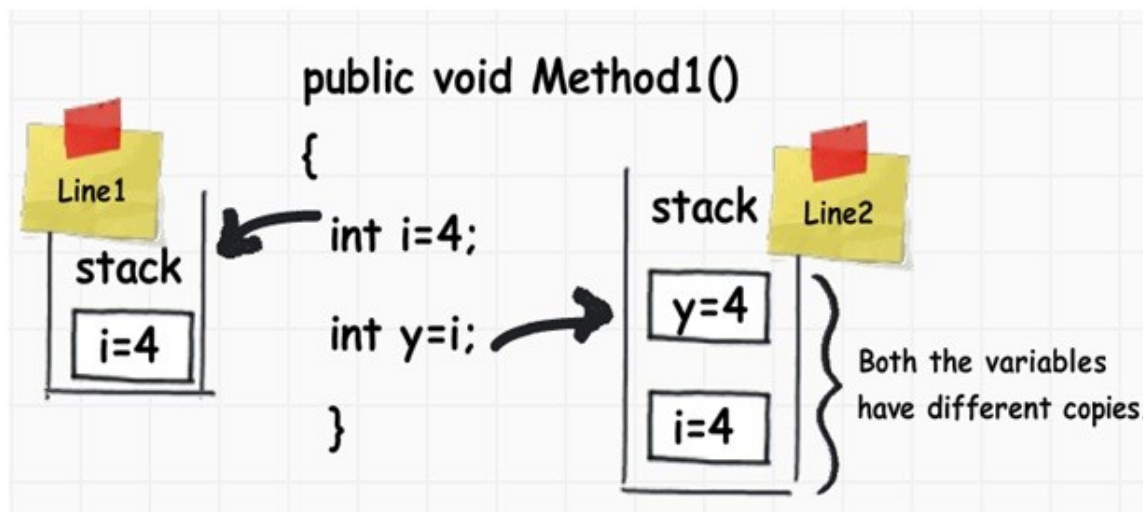 public void Method1()
{
Line1
stack
i=4
int i=4;
int y=i;
}
Line2
stack
y=4
i=4
Both the variables
have different copies